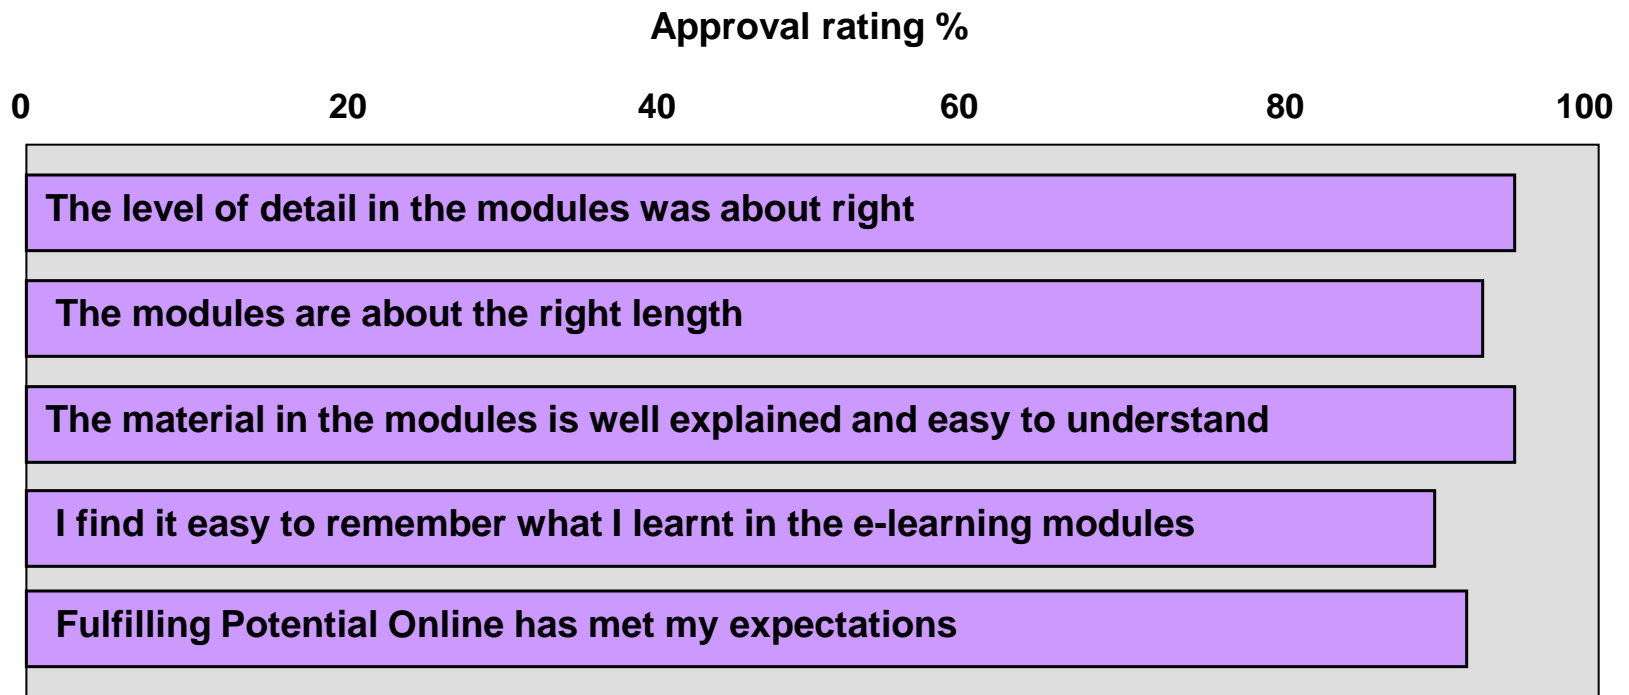 Approval rating %
0 20 40 60 80 100
The level of detail in the modules was about right
The modules are about the right length
The material in the modules is well explained and easy to understand
I find it easy to remember what I learnt in the e-learning modules
Fulfilling Potential Online has met my expectations